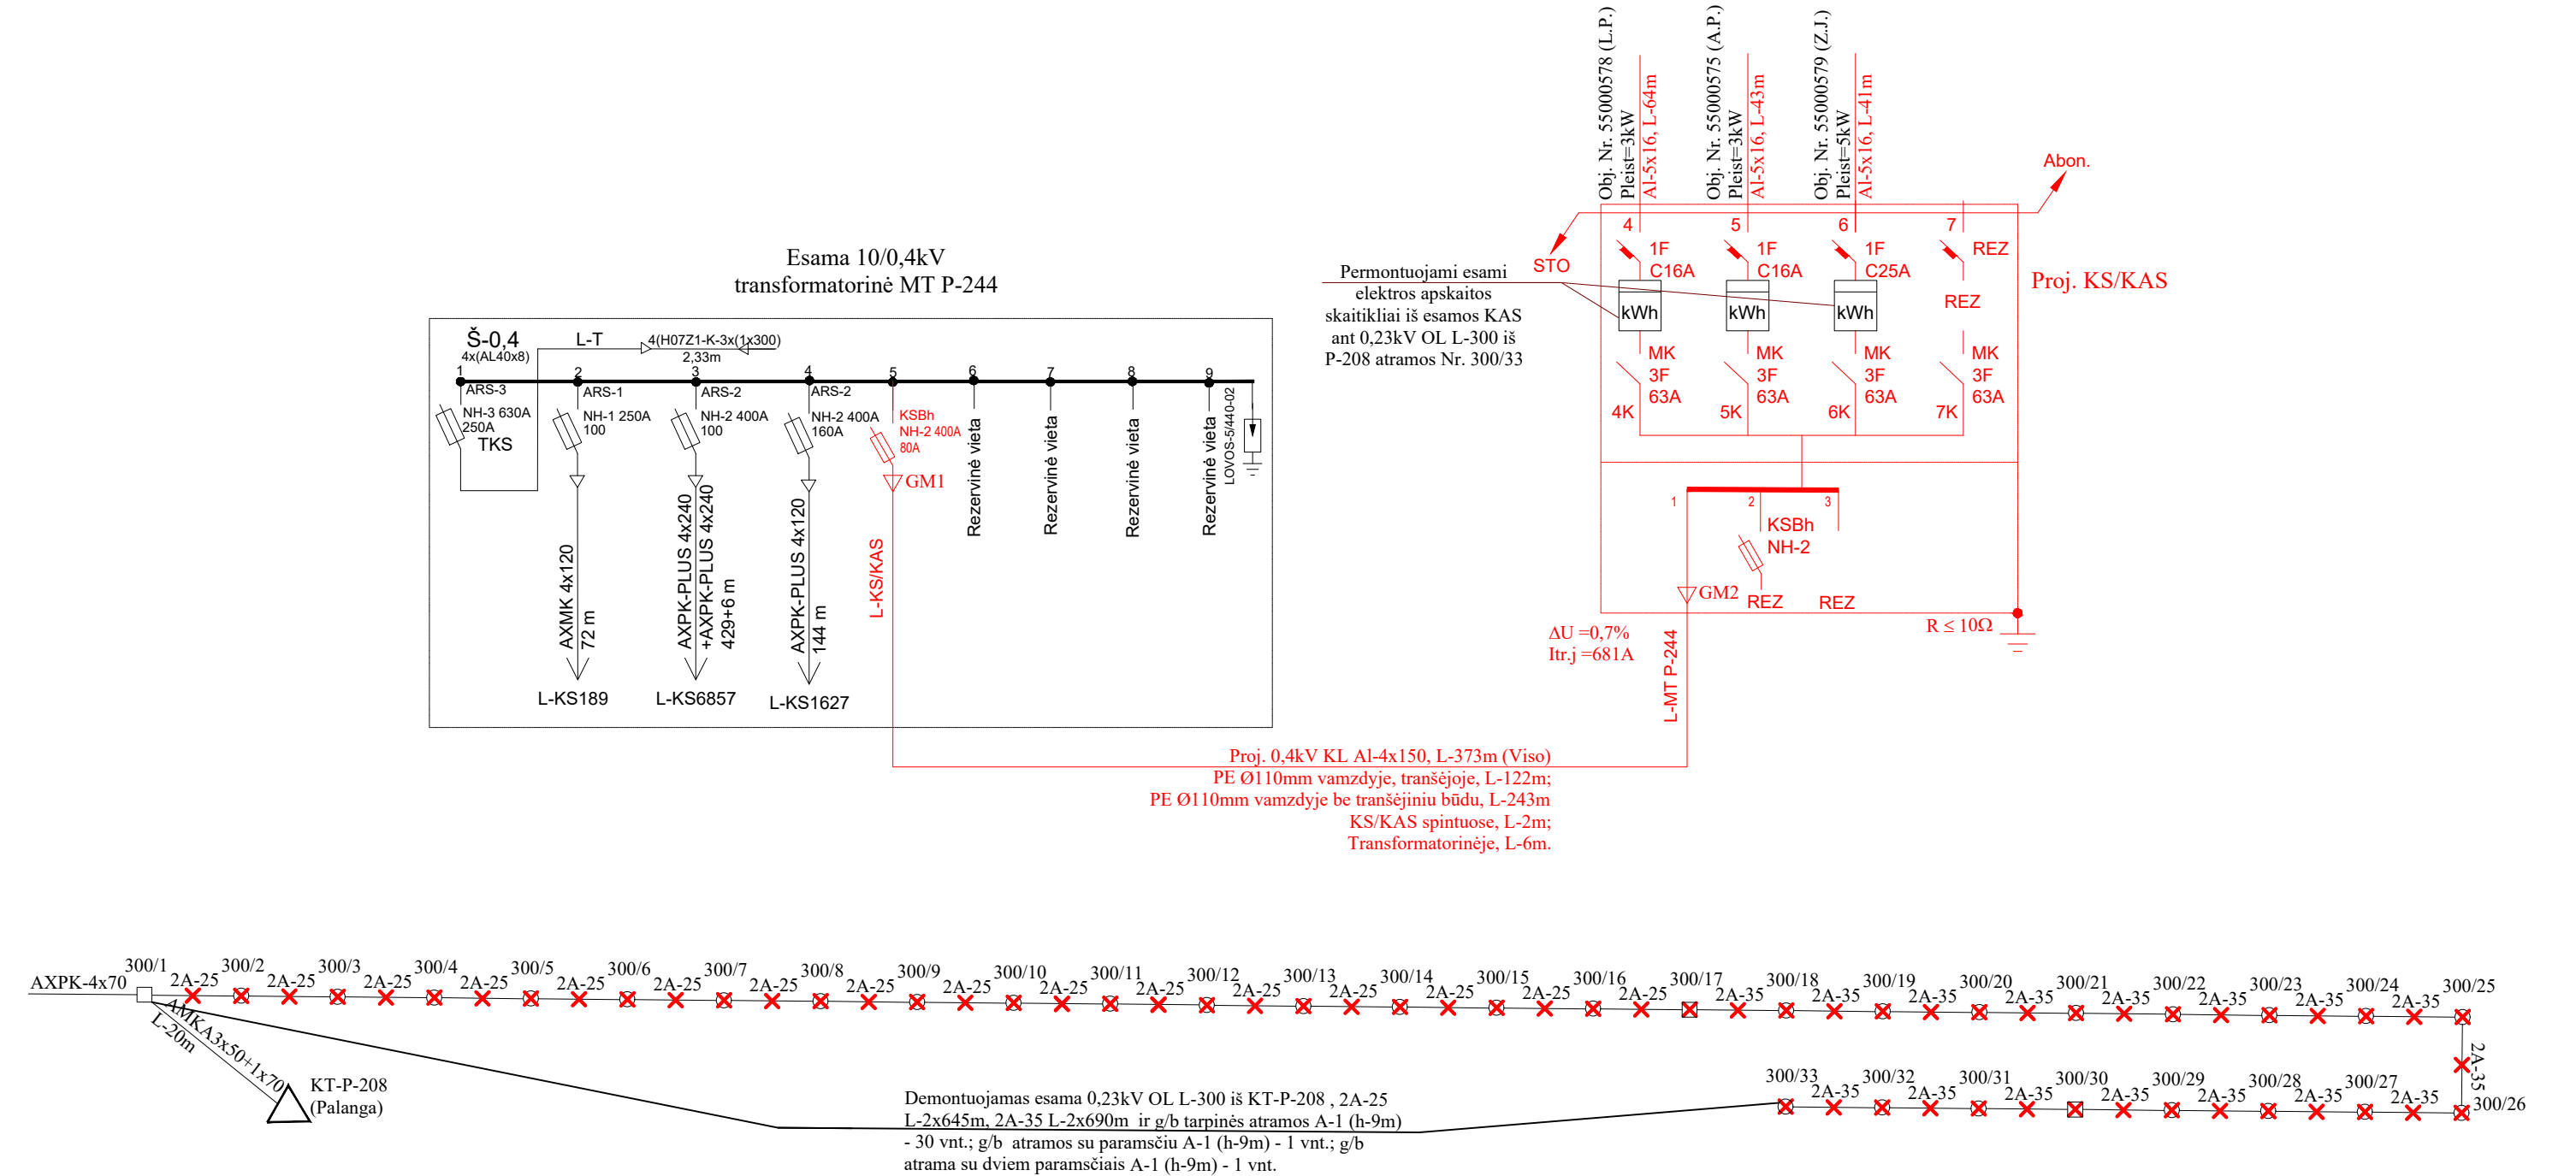 Esama 10/0,4kV
transformatorinė MT P-244
Š-0,4
4x(AL40x8)
L-T
4(H07Z1-K-3x(1x300)
2,33m
1
2
3
4
5
6
7
8
9
ARS-3
NH-3 630A
250A
TKS
ARS-1
NH-1 250A
100
ARS-2
NH-2 400A
100
ARS-2
NH-2 400A
160A
KSBh
NH-2 400A
80A
GM1
Rezervinė vieta
Rezervinė vieta
Rezervinė vieta
Rezervinė vieta
LOVOS-5/440-02
AXMK 4x120
72 m
AXPK-PLUS 4x240
+AXPK-PLUS 4x240
429+6 m
AXPK-PLUS 4x120
144 m
L-KS/KAS
L-KS189
L-KS6857
L-KS1627
Obj. Nr. 55000578 (L.P.)
Pleist=3kW
Al-5x16, L-64m
Obj. Nr. 55000575 (A.P.)
Pleist=3kW
Al-5x16, L-43m
Obj. Nr. 55000579 (Z.J.)
Pleist=5kW
Al-5x16, L-41m
Abon.
STO
4
5
6
7
1F
C16A
1F
C16A
1F
C25A
REZ
REZ
kWh
kWh
kWh
Proj. KS/KAS
Permontuojami esami
elektros apskaitos
skaitikliai iš esamos KAS
ant 0,23kV OL L-300 iš
P-208 atramos Nr. 300/33
MK
3F
63A
MK
3F
63A
MK
3F
63A
MK
3F
63A
4K
5K
6K
7K
1
2
3
KSBh
NH-2
GM2
REZ
REZ
R ≤ 10Ω
ΔU =0,7%
Itr.j =681A
L-MT P-244
Proj. 0,4kV KL Al-4x150, L-373m (Viso)
PE Ø110mm vamzdyje, tranšėjoje, L-122m;
PE Ø110mm vamzdyje be tranšėjiniu būdu, L-243m
KS/KAS spintuose, L-2m;
Transformatorinėje, L-6m.
AXPK-4x70
300/1
2A-25
300/2
2A-25
300/3
2A-25
300/4
2A-25
300/5
2A-25
300/6
2A-25
300/7
2A-25
300/8
2A-25
300/9
2A-25
300/10
2A-25
300/11
2A-25
300/12
2A-25
300/13
2A-25
300/14
2A-25
300/15
2A-25
300/16
2A-25
300/17
2A-35
300/18
2A-35
300/19
2A-35
300/20
2A-35
300/21
2A-35
300/22
2A-35
300/23
2A-35
300/24
2A-35
300/25
2A-35
300/26
300/33
2A-35
300/32
2A-35
300/31
2A-35
300/30
2A-35
300/29
2A-35
300/28
2A-35
300/27
2A-35
AMKA3x50+1x70
L-20m
KT-P-208
(Palanga)
Demontuojamas esama 0,23kV OL L-300 iš KT-P-208 , 2A-25
L-2x645m, 2A-35 L-2x690m ir g/b tarpinės atramos A-1 (h-9m)
- 30 vnt.; g/b atramos su paramsčiu A-1 (h-9m) - 1 vnt.; g/b
atrama su dviem paramsčiais A-1 (h-9m) - 1 vnt.